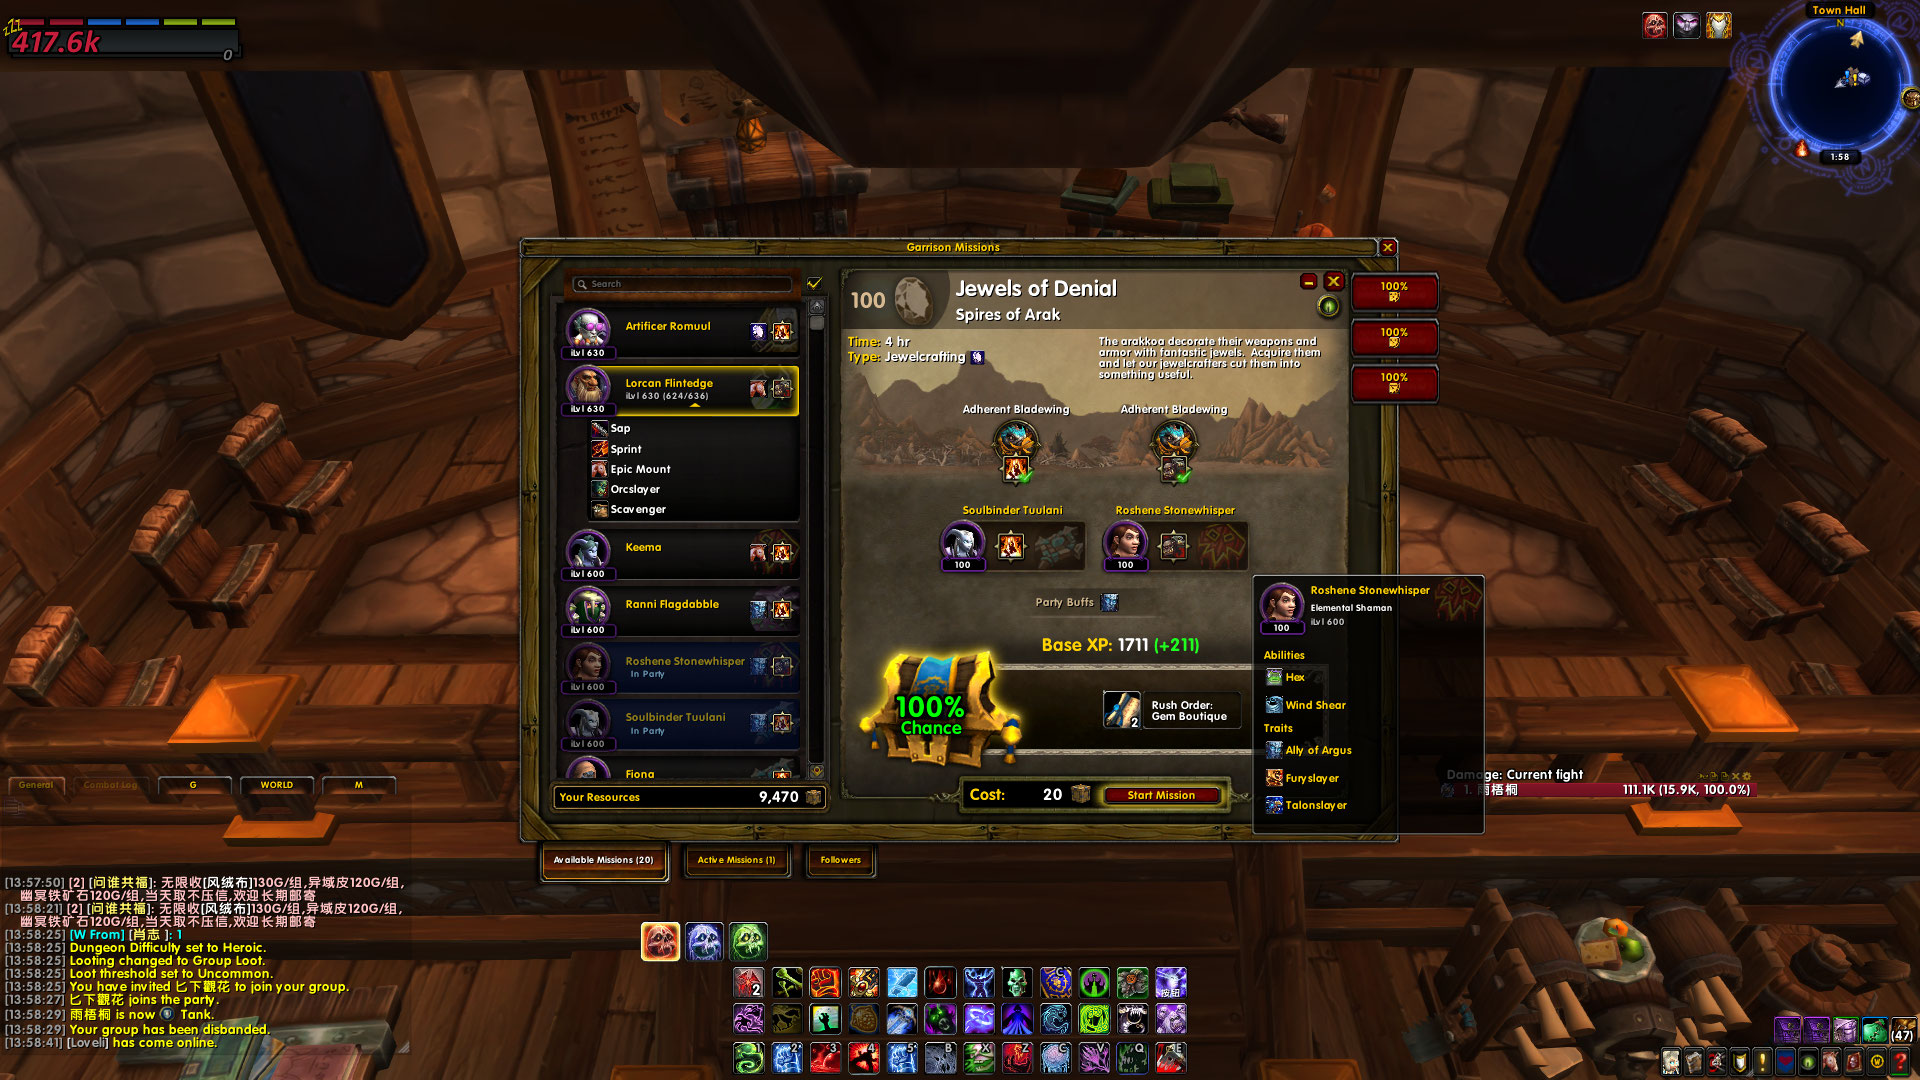 417.6k
0
Town Hall
N
1:58
Garrison Missions
Search
Artificer Romuul
iLvl 630
Lorcan Flintedge
iLvl 630 (624/636)
iLvl 630
Sap
Sprint
Epic Mount
Orcslayer
Scavenger
Keema
iLvl 600
Ranni Flagdabble
iLvl 600
Roshene Stonewhisper
In Party
iLvl 600
Soulbinder Tuulani
In Party
iLvl 600
Fiona
Your Resources 9,470
100
Jewels of Denial
Spires of Arak
Time: 4 hr
Type: Jewelcrafting
The arakkoa decorate their weapons and
armor with fantastic jewels. Acquire them
and let our jewelcrafters cut them into
something useful.
Adherent Bladewing Adherent Bladewing
Soulbinder Tuulani Roshene Stonewhisper
100 100
Party Buffs
Base XP: 1711 (+211)
100%
Chance
2
Rush Order:
Gem Boutique
Cost: 20 Start Mission
100%
100%
100%
Roshene Stonewhisper
Elemental Shaman
iLvl 600
100
Abilities
Hex
Wind Shear
Traits
Ally of Argus
Furyslayer
Talonslayer
Available Missions (20) Active Missions (1) Followers
Damage: Current fight
1. 雨梧桐 111.1K (15.9K, 100.0%)
General Combat Log G WORLD M
[13:57:50] [2] [问谁共福]: 无限收[风绒布]130G/组,异域皮120G/组,
幽冥铁矿石120G/组,当天取不压信,欢迎长期邮寄
[13:58:21] [2] [问谁共福]: 无限收[风绒布]130G/组,异域皮120G/组,
幽冥铁矿石120G/组,当天取不压信,欢迎长期邮寄
[13:58:25] [W From] [尚志 ]: 1
[13:58:25] Dungeon Difficulty set to Heroic.
[13:58:25] Looting changed to Group Loot.
[13:58:25] Loot threshold set to Uncommon.
[13:58:25] You have invited 匕下觀花 to join your group.
[13:58:27] 匕下觀花 joins the party.
[13:58:29] 雨梧桐 is now Tank.
[13:58:29] Your group has been disbanded.
[13:58:41] [Loveli] has come online.
2
2 3 4 5 B X Z C V Q E
(47)